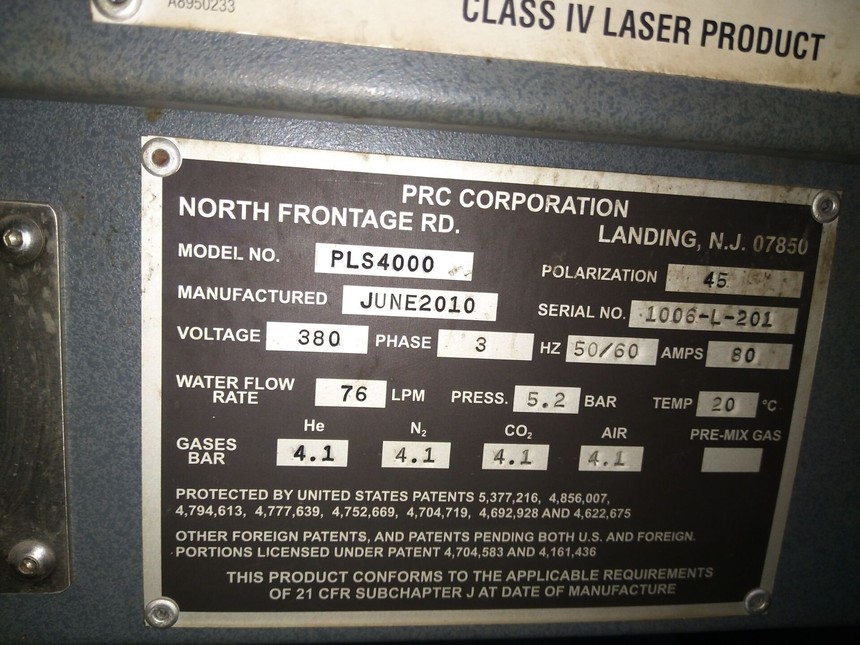 A8950233
CLASS IV LASER PRODUCT
PRC CORPORATION
NORTH FRONTAGE RD. LANDING, N.J. 07850
MODEL NO. PLS4000 POLARIZATION 45
MANUFACTURED JUNE2010 SERIAL NO. 1006-L-201
VOLTAGE 380 PHASE 3 HZ 50/60 AMPS 80
WATER FLOW RATE 76 LPM PRESS. 5.2 BAR TEMP 20 °C
He N₂ CO₂ AIR PRE-MIX GAS
GASES BAR 4.1 4.1 4.1 4.1
PROTECTED BY UNITED STATES PATENTS 5,377,216, 4,856,007,
4,794,613, 4,777,639, 4,752,669, 4,704,719, 4,692,928 AND 4,622,675
OTHER FOREIGN PATENTS, AND PATENTS PENDING BOTH U.S. AND FOREIGN.
PORTIONS LICENSED UNDER PATENT 4,704,583 AND 4,161,436
THIS PRODUCT CONFORMS TO THE APPLICABLE REQUIREMENTS
OF 21 CFR SUBCHAPTER J AT DATE OF MANUFACTURE